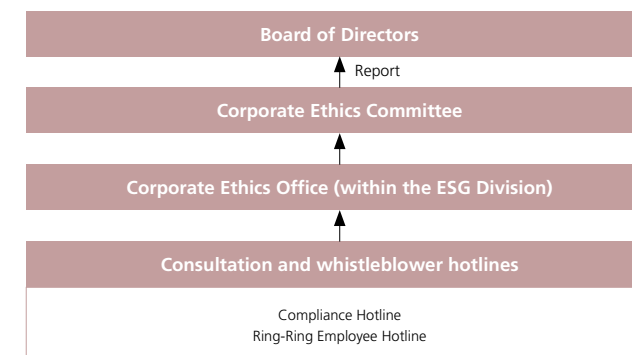 Board of Directors
Report
Corporate Ethics Committee
Corporate Ethics Office (within the ESG Division)
Consultation and whistleblower hotlines
Compliance Hotline
Ring-Ring Employee Hotline